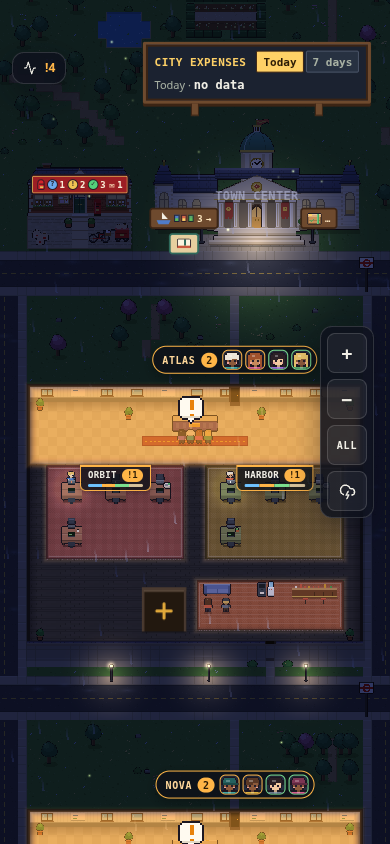 !4
CITY EXPENSES Today 7 days
Today · no data
? 1 ! 2 ✓ 3 ✉ 1
TOWN CENTER
3 → …
ATLAS 2
+
−
ALL
ORBIT !1
HARBOR !1
!
+
NOVA 2
!